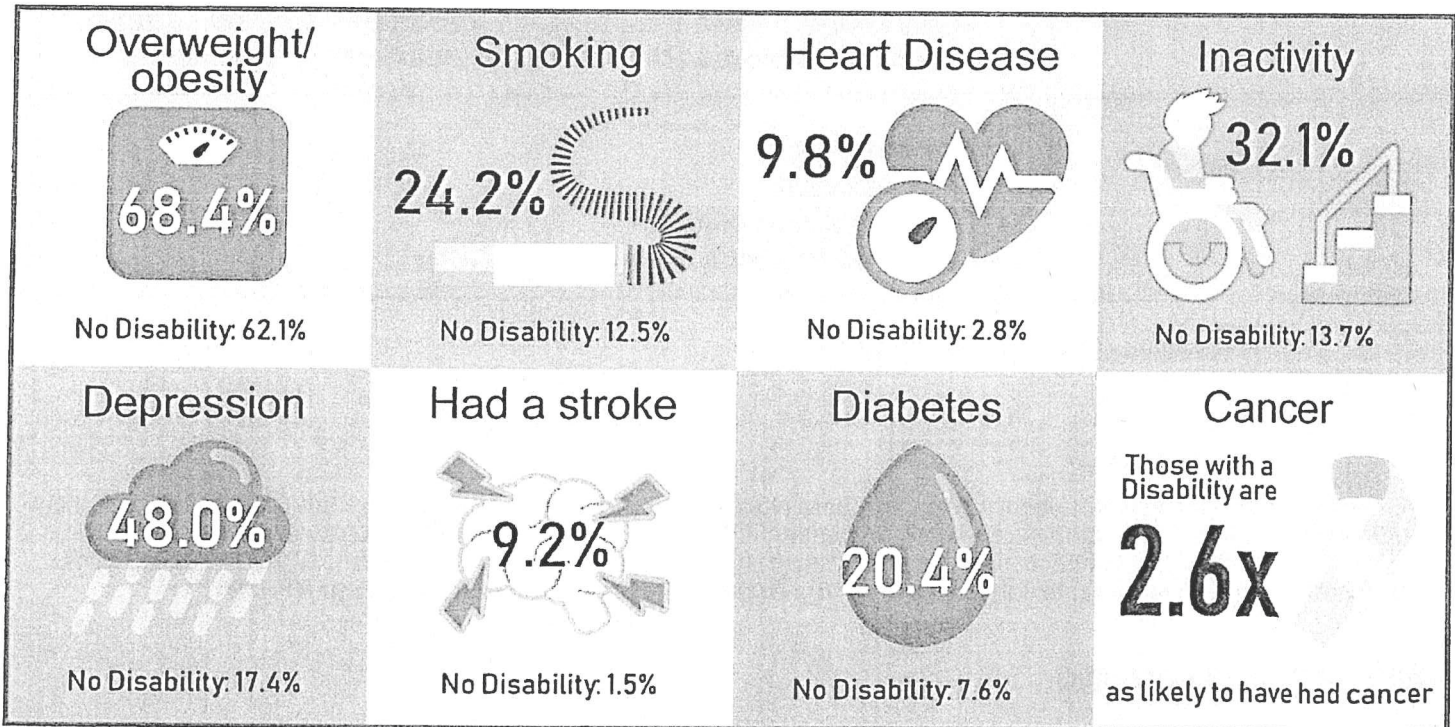 Overweight/
obesity
68.4%
No Disability: 62.1%
Smoking
24.2%
No Disability: 12.5%
Heart Disease
9.8%
No Disability: 2.8%
Inactivity
32.1%
No Disability: 13.7%
Depression
48.0%
No Disability: 17.4%
Had a stroke
9.2%
No Disability: 1.5%
Diabetes
20.4%
No Disability: 7.6%
Cancer
Those with a
Disability are
2.6x
as likely to have had cancer